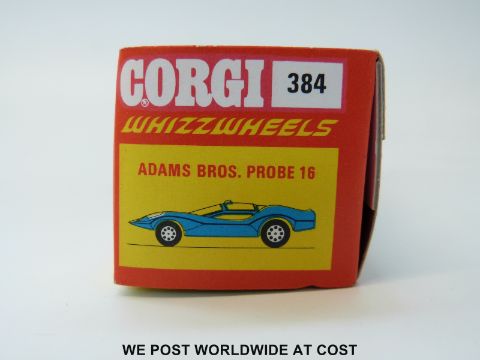 CORGI® 384
WHIZZWHEELS
ADAMS BROS. PROBE 16
WE POST WORLDWIDE AT COST